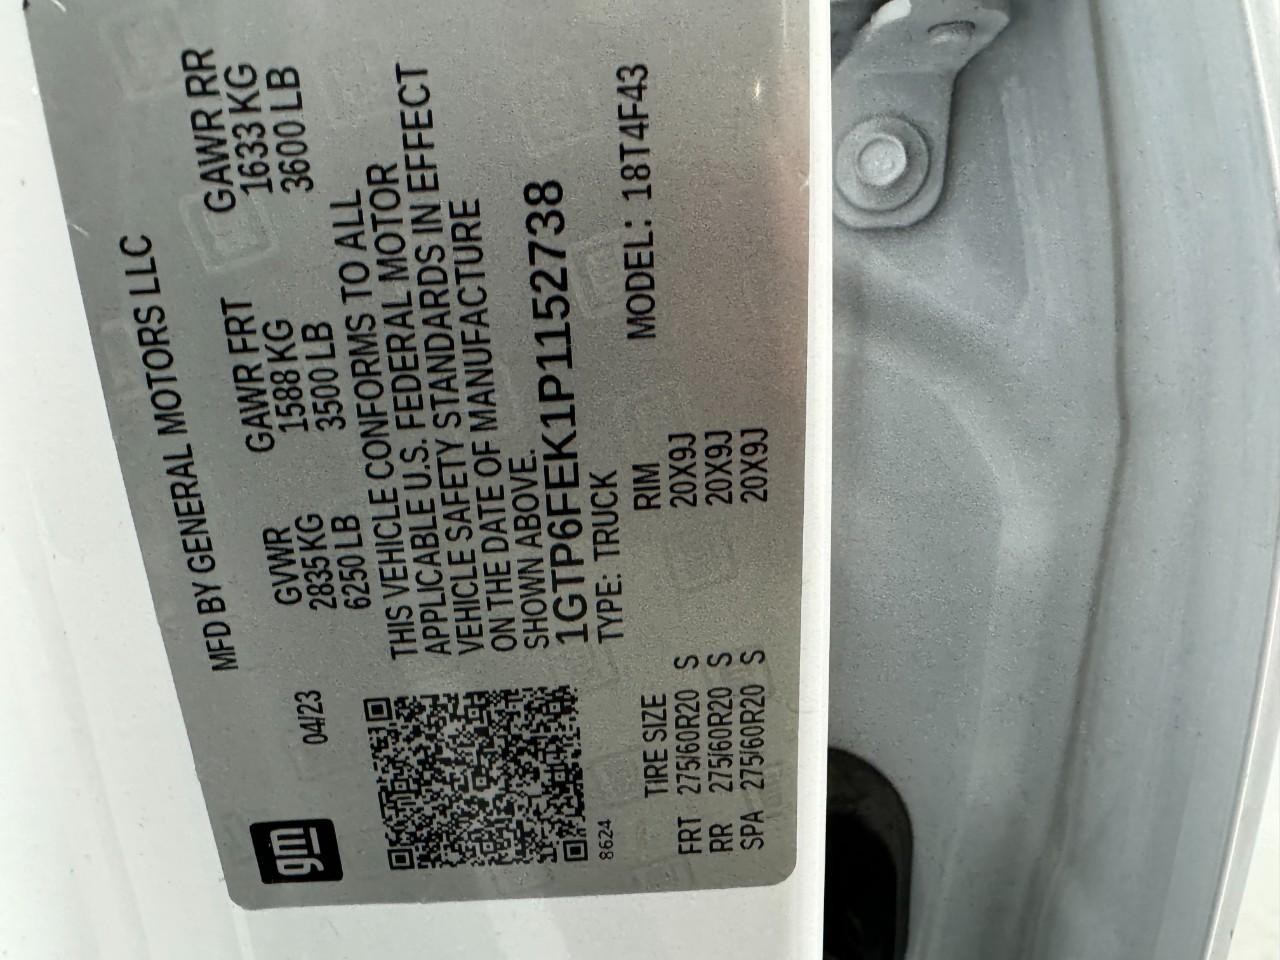 gm
MFD BY GENERAL MOTORS LLC
04/23
GVWR GAWR FRT GAWR RR
2835 KG 1588 KG 1633 KG
6250 LB 3500 LB 3600 LB
THIS VEHICLE CONFORMS TO ALL
APPLICABLE U.S. FEDERAL MOTOR
VEHICLE SAFETY STANDARDS IN EFFECT
ON THE DATE OF MANUFACTURE
SHOWN ABOVE.
1GTP6FEK1P1152738
8624
TYPE: TRUCK MODEL: 18T4F43
TIRE SIZE RIM
FRT 275/60R20 S 20X9J
RR 275/60R20 S 20X9J
SPA 275/60R20 S 20X9J